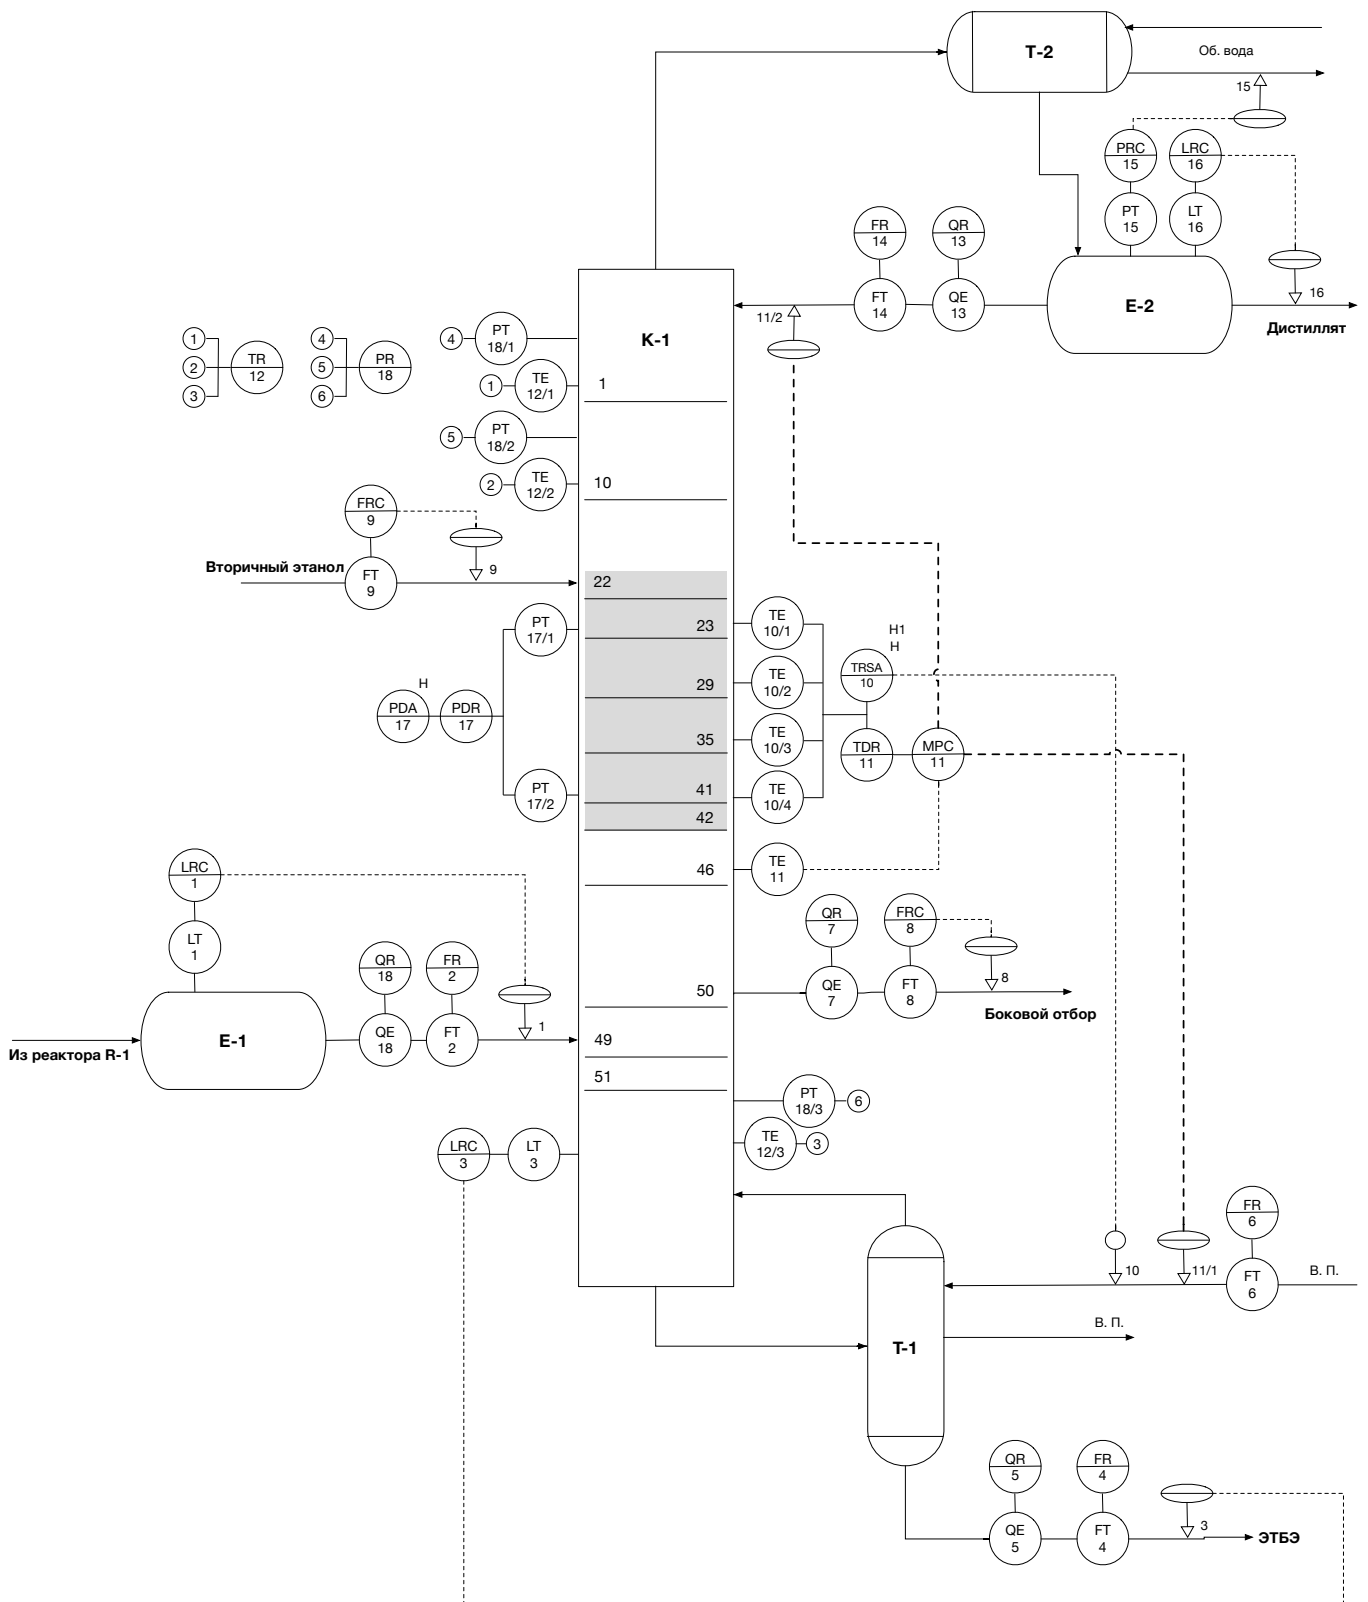 Т-2
Об. вода
15
PRC
15
LRC
16
PT
15
LT
16
FR
14
QR
13
FT
14
QE
13
Е-2
16
Дистиллят
11/2
К-1
1
2
3
TR
12
4
5
6
PR
18
4
PT
18/1
1
TE
12/1
1
5
PT
18/2
2
TE
12/2
10
FRC
9
Вторичный этанол
FT
9
9
22
PT
17/1
23
TE
10/1
H1
H
29
TE
10/2
TRSA
10
H
PDA
17
PDR
17
35
TE
10/3
TDR
11
MPC
11
PT
17/2
41
TE
10/4
42
46
TE
11
LRC
1
LT
1
QR
18
FR
2
QR
7
FRC
8
50
QE
7
FT
8
8
Боковой отбор
Из реактора R-1
Е-1
QE
18
FT
2
1
49
51
PT
18/3
6
TE
12/3
3
LRC
3
LT
3
FR
6
10
11/1
FT
6
В. П.
В. П.
Т-1
QR
5
FR
4
QE
5
FT
4
3
ЭТБЭ